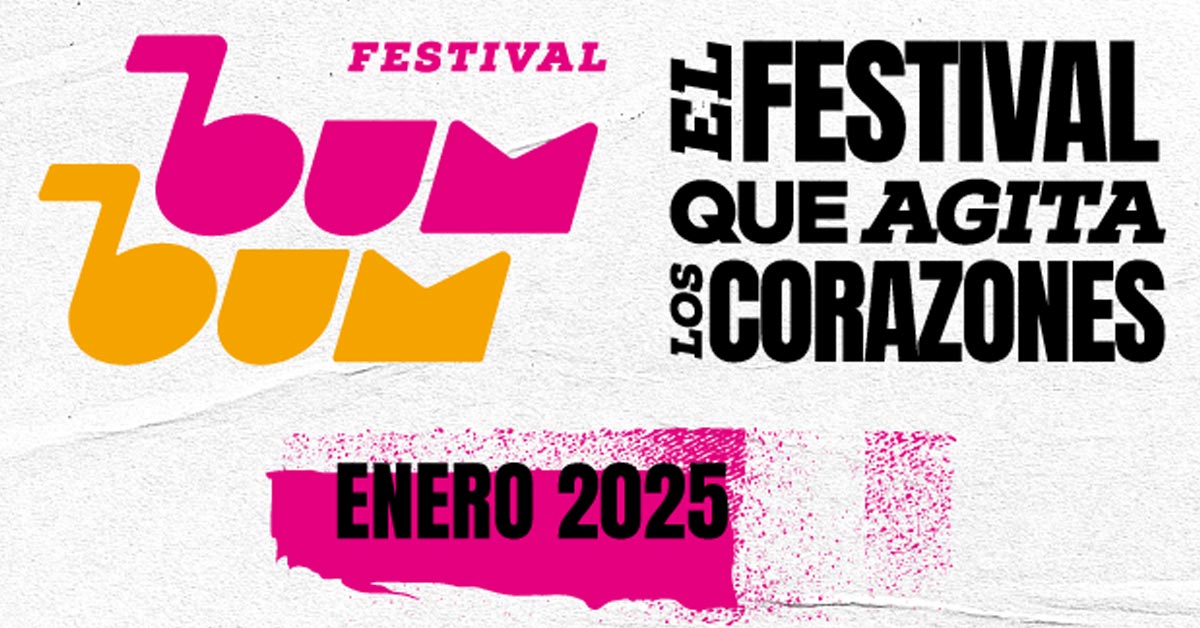 FESTIVAL
bum
bum
EL FESTIVAL
QUE AGITA
LOS CORAZONES
ENERO 2025